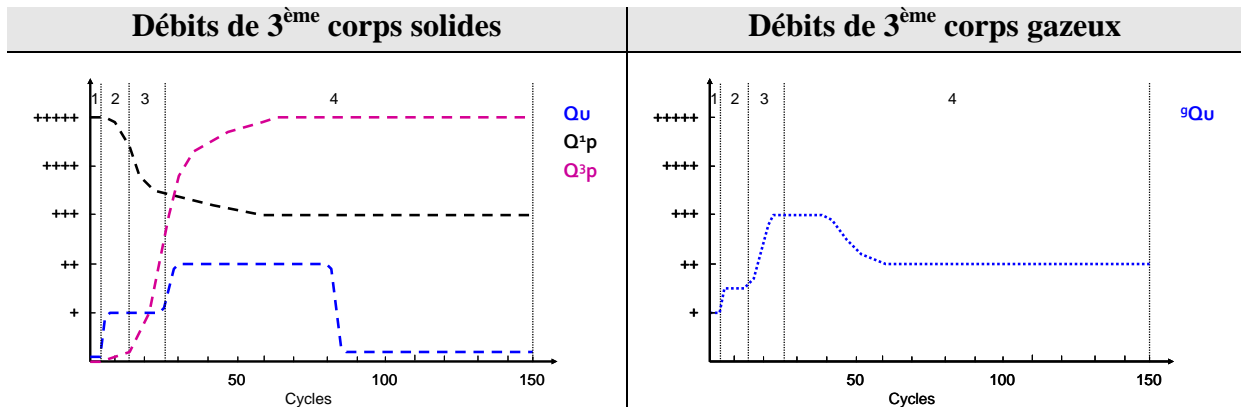 Débits de 3ème corps solides
1 2 3 4
+++++
++++
+++
++
+
Qu
Q¹p
Q³p
50 100 150
Cycles
Débits de 3ème corps gazeux
1 2 3 4
+++++
++++
+++
++
+
ᵍQu
50 100 150
Cycles